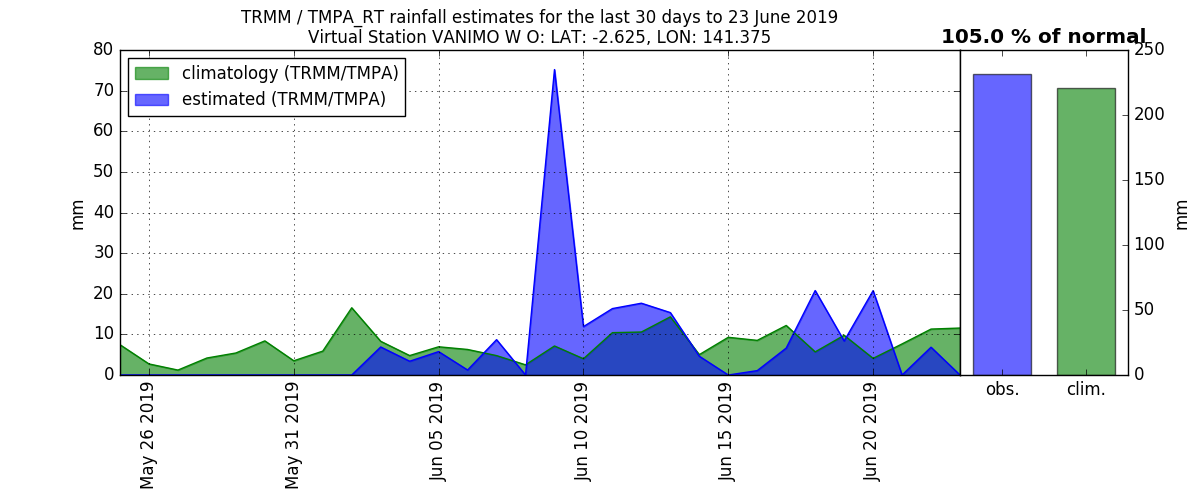 TRMM / TMPA_RT rainfall estimates for the last 30 days to 23 June 2019
Virtual Station VANIMO W O: LAT: -2.625, LON: 141.375
105.0 % of normal
climatology (TRMM/TMPA)
estimated (TRMM/TMPA)
mm
80
70
60
50
40
30
20
10
0
May 26 2019
May 31 2019
Jun 05 2019
Jun 10 2019
Jun 15 2019
Jun 20 2019
obs.
clim.
250
200
150
100
50
0
mm